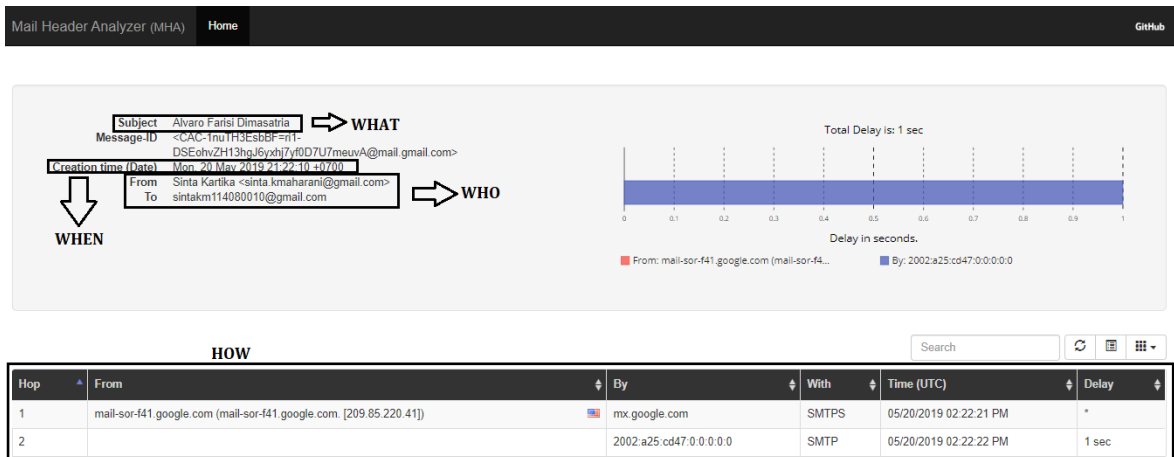 Mail Header Analyzer (MHA) Home GitHub
Subject Alvaro Farisi Dimasatria WHAT
Message-ID <CAC-1nuTH3EsbBF=ri1-
DSEohvZH13hgJ6yxhj7yf0D7U7meuvA@mail.gmail.com>
Creation time (Date) Mon, 20 May 2019 21:22:10 +0700
From Sinta Kartika <sinta.kmaharani@gmail.com>
To sintakm114080010@gmail.com
WHO
WHEN
Total Delay is: 1 sec
0 0.1 0.2 0.3 0.4 0.5 0.6 0.7 0.8 0.9 1
Delay in seconds.
From: mail-sor-f41.google.com (mail-sor-f4... By: 2002:a25:cd47:0:0:0:0:0
HOW
Search
Hop From By With Time (UTC) Delay
1 mail-sor-f41.google.com (mail-sor-f41.google.com. [209.85.220.41]) mx.google.com SMTPS 05/20/2019 02:22:21 PM *
2 2002:a25:cd47:0:0:0:0:0 SMTP 05/20/2019 02:22:22 PM 1 sec